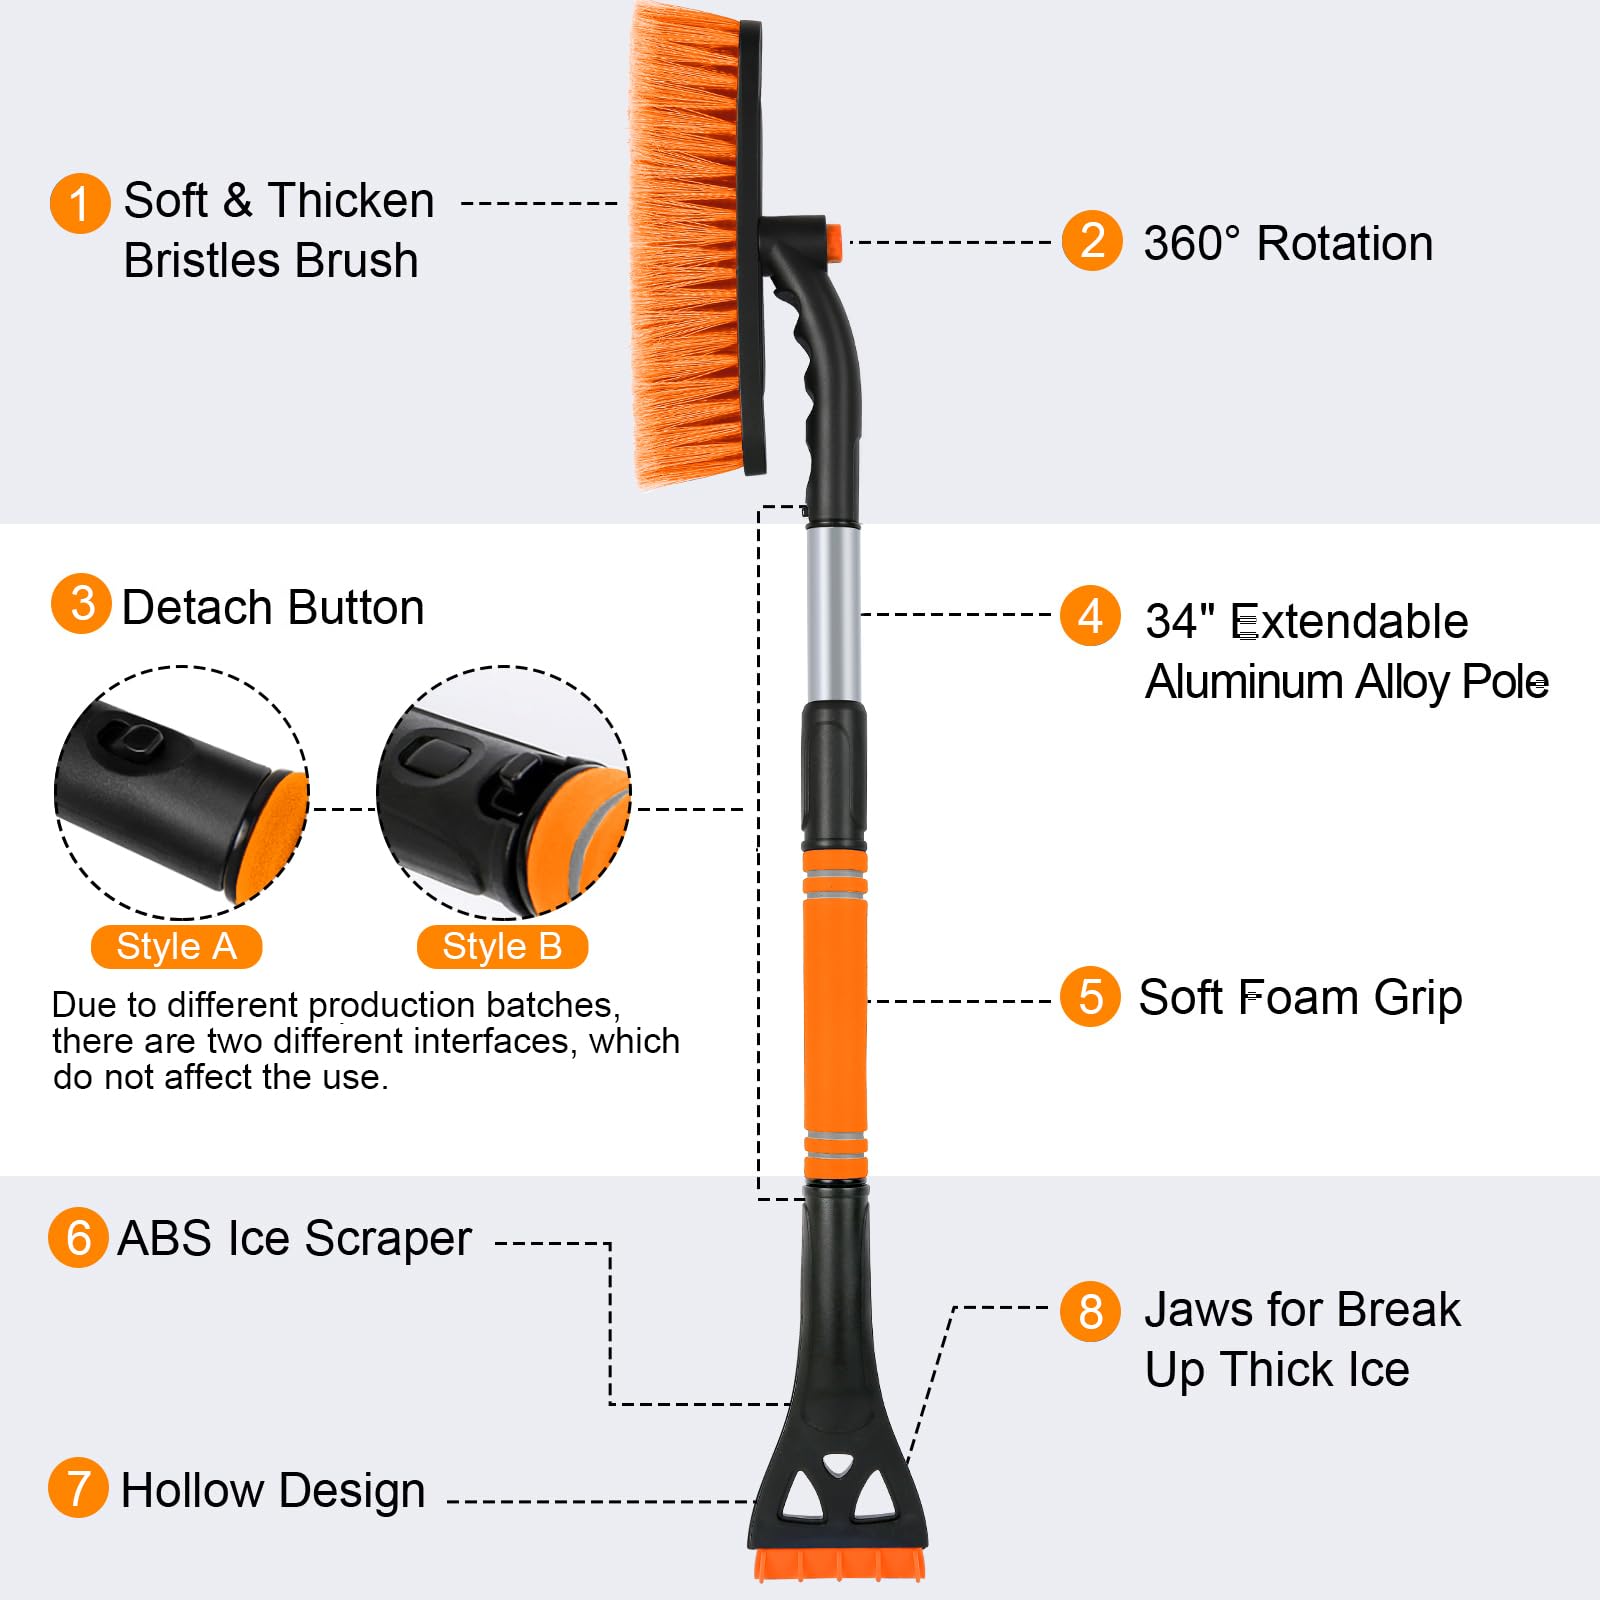 1 Soft & Thicken
Bristles Brush
2 360° Rotation
3 Detach Button
4 34" Extendable
Aluminum Alloy Pole
Style A
Style B
Due to different production batches,
there are two different interfaces, which
do not affect the use.
5 Soft Foam Grip
6 ABS Ice Scraper
8 Jaws for Break
Up Thick Ice
7 Hollow Design